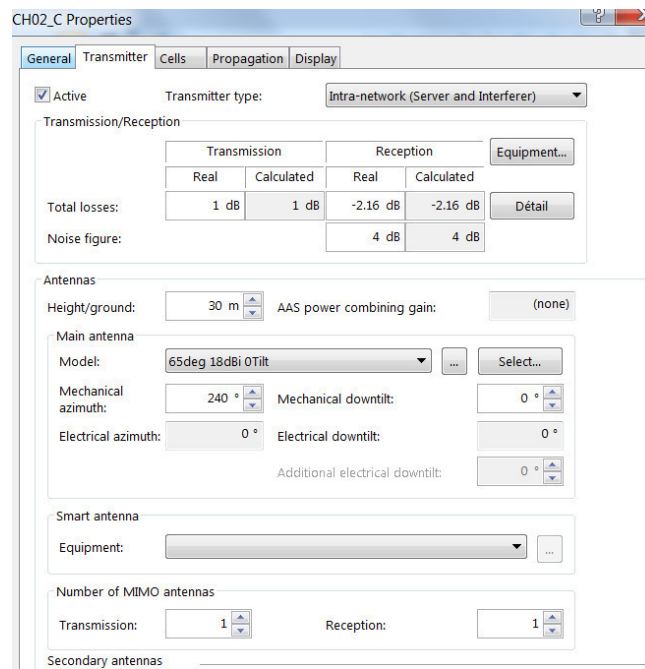 CH02_C Properties
General Transmitter Cells Propagation Display
Active Transmitter type: Intra-network (Server and Interferer)
Transmission/Reception
Transmission Reception Equipment...
Real Calculated Real Calculated
Total losses: 1 dB 1 dB -2.16 dB -2.16 dB Détail
Noise figure: 4 dB 4 dB
Antennas
Height/ground: 30 m AAS power combining gain: (none)
Main antenna
Model: 65deg 18dBi 0Tilt ... Select...
Mechanical azimuth: 240 ° Mechanical downtilt: 0 °
Electrical azimuth: 0 ° Electrical downtilt: 0 °
Additional electrical downtilt: 0 °
Smart antenna
Equipment: ...
Number of MIMO antennas
Transmission: 1 Reception: 1
Secondary antennas